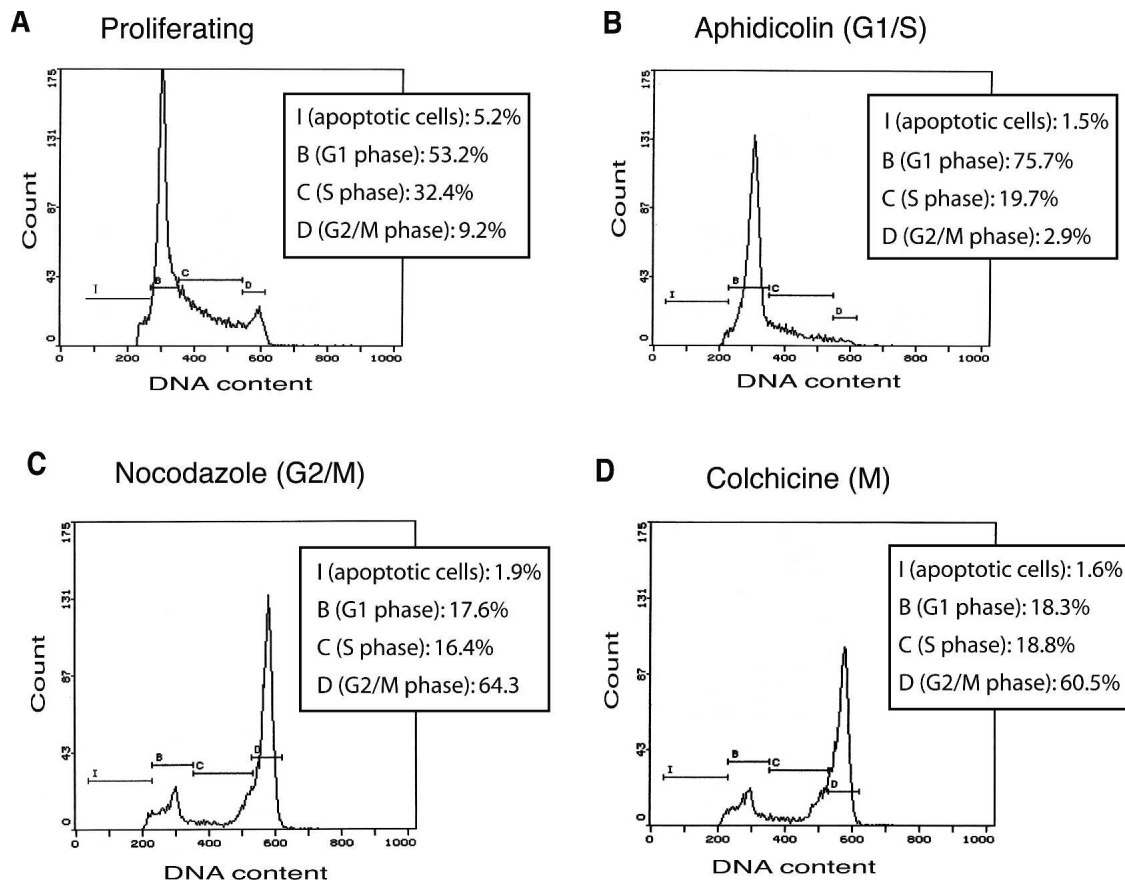 A Proliferating
175
131
87
43
0
Count
I
B
C
D
0 200 400 600 800 1000
DNA content
I (apoptotic cells): 5.2%
B (G1 phase): 53.2%
C (S phase): 32.4%
D (G2/M phase): 9.2%
B Aphidicolin (G1/S)
175
131
87
43
0
Count
I
B
C
D
0 200 400 600 800 1000
DNA content
I (apoptotic cells): 1.5%
B (G1 phase): 75.7%
C (S phase): 19.7%
D (G2/M phase): 2.9%
C Nocodazole (G2/M)
175
131
87
43
0
Count
I
B
C
D
0 200 400 600 800 1000
DNA content
I (apoptotic cells): 1.9%
B (G1 phase): 17.6%
C (S phase): 16.4%
D (G2/M phase): 64.3
D Colchicine (M)
175
131
87
43
0
Count
I
B
C
D
0 200 400 600 800 1000
DNA content
I (apoptotic cells): 1.6%
B (G1 phase): 18.3%
C (S phase): 18.8%
D (G2/M phase): 60.5%